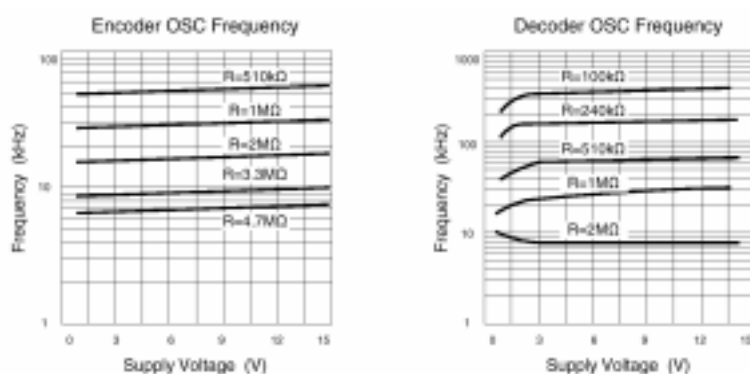 Encoder OSC Frequency
100
10
1
Frequency (kHz)
R=510kΩ
R=1MΩ
R=2MΩ
R=3.3MΩ
R=4.7MΩ
0 3 6 9 12 15
Supply Voltage (V)
Decoder OSC Frequency
1000
100
10
1
Frequency (kHz)
R=100kΩ
R=240kΩ
R=510kΩ
R=1MΩ
R=2MΩ
0 3 6 9 12 15
Supply Voltage (V)